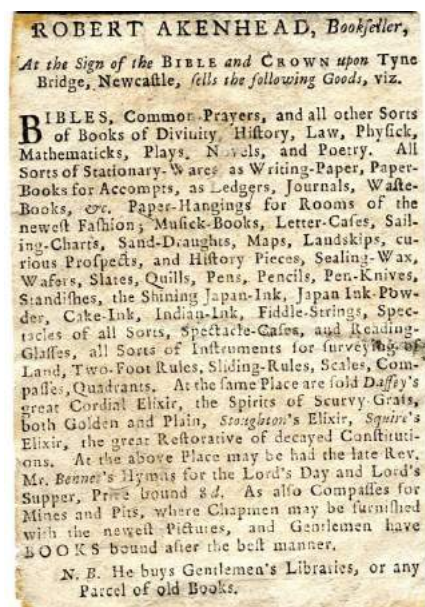 ROBERT AKENHEAD, Bookſeller,
At the Sign of the BIBLE and CROWN upon Tyne
Bridge, Newcaſtle, ſells the following Goods, viz.
BIBLES, Common-Prayers, and all other Sorts
of Books of Divinity, Hiſtory, Law, Phyſick,
Mathematicks, Plays, Novels, and Poetry. All
Sorts of Stationary-Wares as Writing-Paper, Paper-
Books for Accompts, as Ledgers, Journals, Waſte-
Books, &c. Paper-Hangings for Rooms of the
neweſt Faſhion; Muſick-Books, Letter-Caſes, Sail-
ing-Charts, Sand-Draughts, Maps, Landskips, cu-
rious Proſpects, and Hiſtory Pieces, Sealing-Wax,
Wafers, Slates, Quills, Pens, Pencils, Pen-Knives,
Standiſhes, the Shining Japan-Ink, Japan Ink-Pow-
der, Cake-Ink, Indian-Ink, Fiddle-Strings, Spec-
tacles of all Sorts, Spectacle-Caſes, and Reading-
Glaſſes, all Sorts of Inſtruments for ſurveying of
Land, Two-Foot Rules, Sliding-Rules, Scales, Com-
paſſes, Quadrants. At the ſame Place are ſold Daffey's
great Cordial Elixir, the Spirits of Scurvy-Graſs,
both Golden and Plain, Stoughton's Elixir, Squire's
Elixir, the great Reſtorative of decayed Conſtituti-
ons. At the above Place may be had the late Rev.
Mr. Bennet's Hymns for the Lord's Day and Lord's
Supper, Price bound 8d. As alſo Compaſſes for
Mines and Pits, where Chapmen may be furniſhed
with the neweſt Pictures, and Gentlemen have
BOOKS bound after the beſt manner.
N. B. He buys Gentlemen's Libraries, or any
Parcel of old Books.